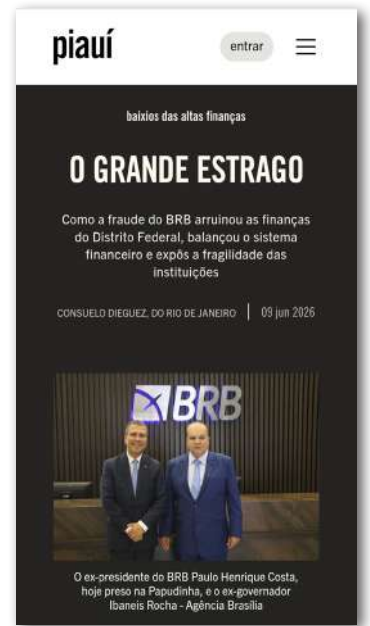 piauí
entrar
baixios das altas finanças
O GRANDE ESTRAGO
Como a fraude do BRB arruinou as finanças
do Distrito Federal, balançou o sistema
financeiro e expôs a fragilidade das
instituições
CONSUELO DIEGUEZ, DO RIO DE JANEIRO | 09 jun 2026
BRB
O ex-presidente do BRB Paulo Henrique Costa,
hoje preso na Papudinha, e o ex-governador
Ibaneis Rocha - Agência Brasília